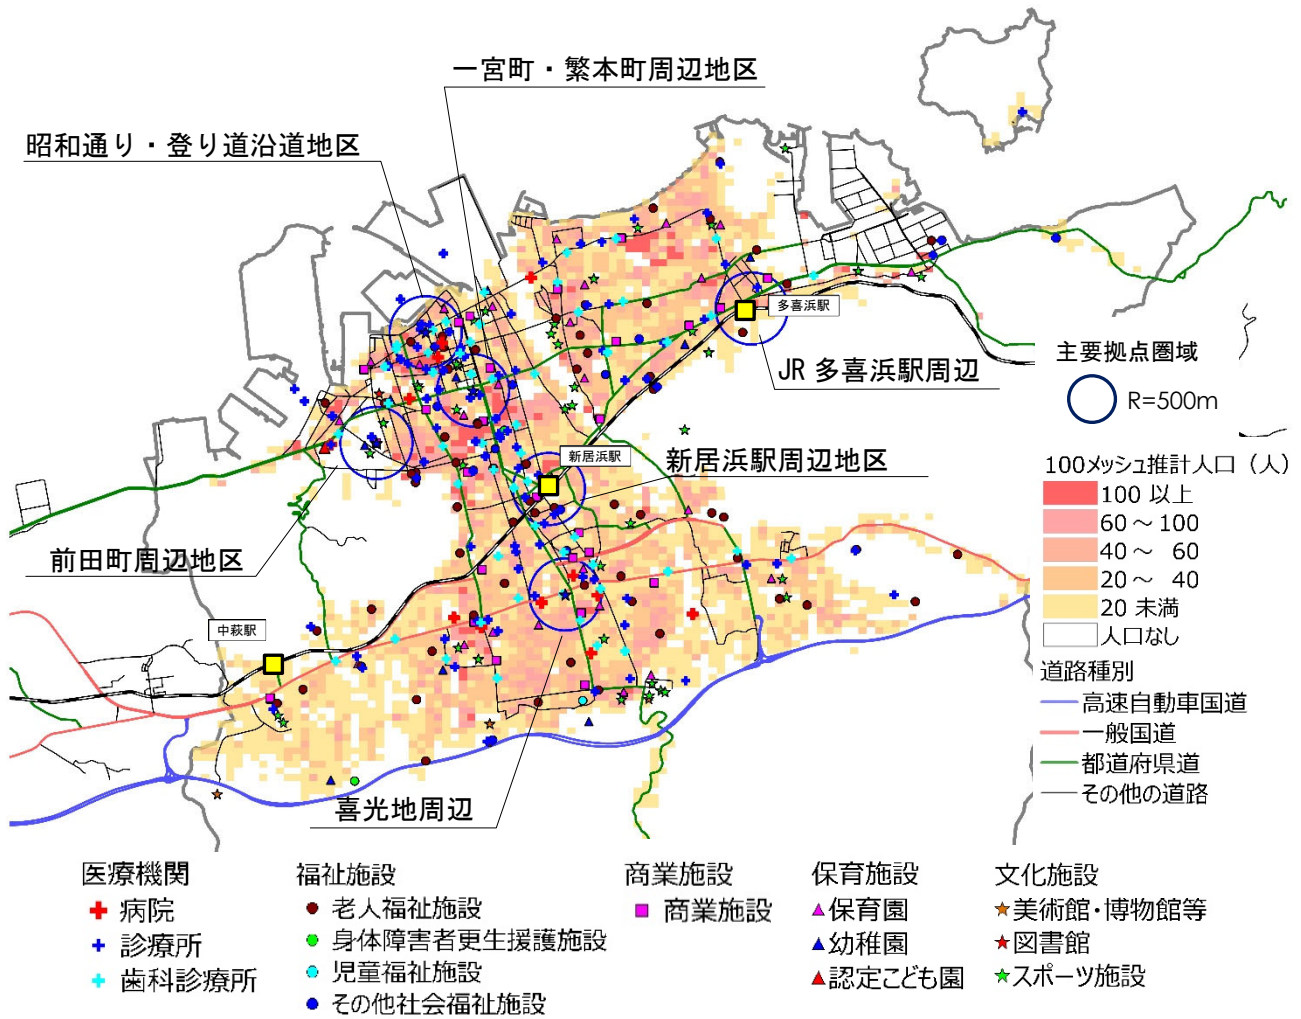 一宮町・繁本町周辺地区
昭和通り・登り道沿道地区
多喜浜駅
JR 多喜浜駅周辺
主要拠点圏域
R=500m
新居浜駅
新居浜駅周辺地区
前田町周辺地区
中萩駅
喜光地周辺
100メッシュ推計人口（人）
100 以上
60～100
40～ 60
20～ 40
20 未満
人口なし
道路種別
高速自動車国道
一般国道
都道府県道
その他の道路
医療機関
病院
診療所
歯科診療所
福祉施設
老人福祉施設
身体障害者更生援護施設
児童福祉施設
その他社会福祉施設
商業施設
商業施設
保育施設
保育園
幼稚園
認定こども園
文化施設
美術館・博物館等
図書館
スポーツ施設